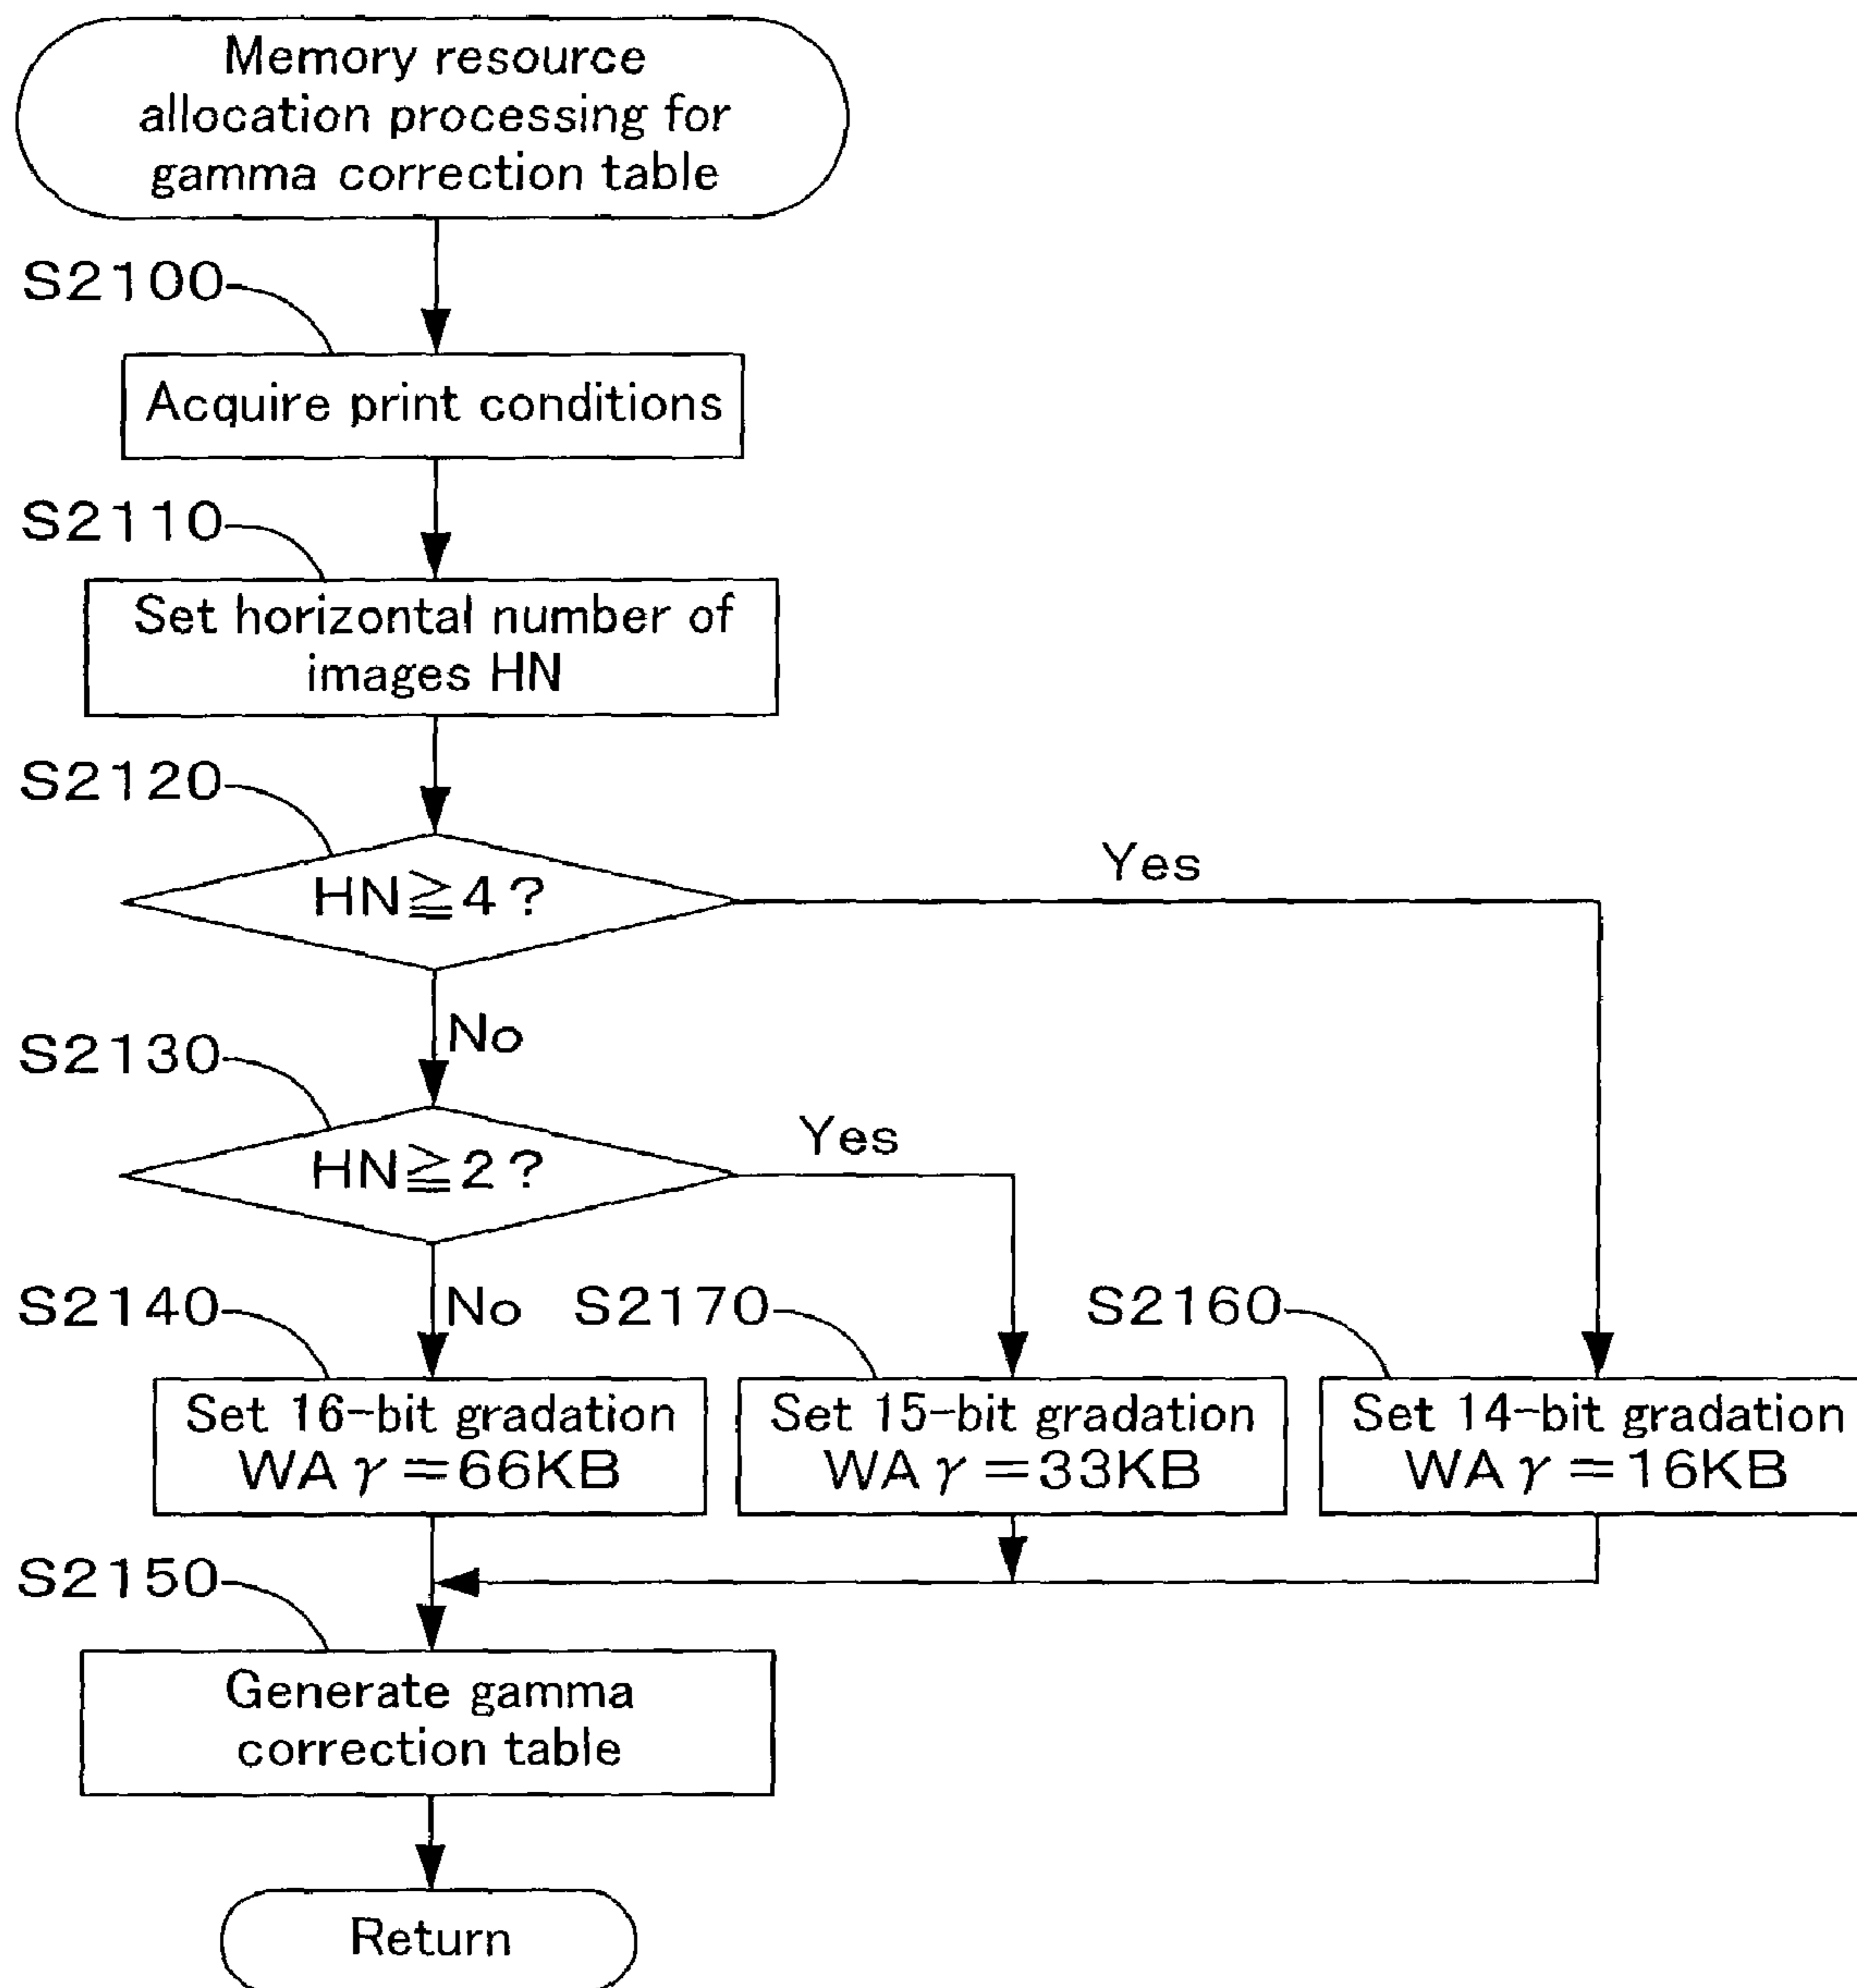 Memory resource
allocation processing for
gamma correction table
S2100
Acquire print conditions
S2110
Set horizontal number of
images HN
S2120
HN≧4?
Yes
No
S2130
HN≧2?
Yes
No
S2140
Set 16-bit gradation
WAγ=66KB
S2170
Set 15-bit gradation
WAγ=33KB
S2160
Set 14-bit gradation
WAγ=16KB
S2150
Generate gamma
correction table
Return